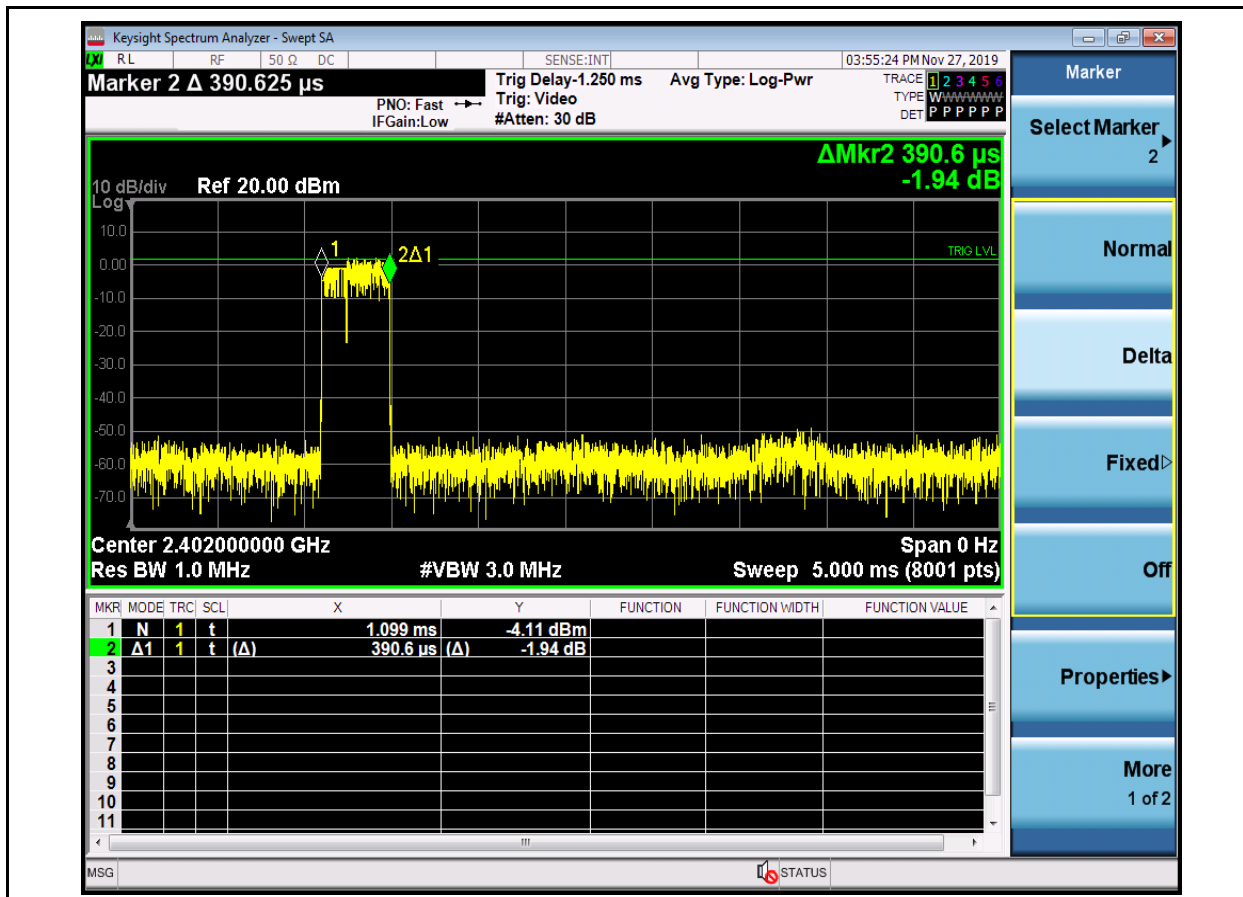 Keysight Spectrum Analyzer - Swept SA
LXI RL RF 50 Ω DC SENSE:INT 03:55:24 PM Nov 27, 2019
Marker 2 Δ 390.625 µs
PNO: Fast
IFGain:Low
Trig Delay-1.250 ms
Trig: Video
#Atten: 30 dB
Avg Type: Log-Pwr
TRACE 1 2 3 4 5 6
TYPE WWWWWW
DET P P P P P P
ΔMkr2 390.6 µs
-1.94 dB
10 dB/div Ref 20.00 dBm
Log
10.0
0.00
-10.0
-20.0
-30.0
-40.0
-50.0
-60.0
-70.0
1
2Δ1
TRIG LVL
Center 2.402000000 GHz Span 0 Hz
Res BW 1.0 MHz #VBW 3.0 MHz Sweep 5.000 ms (8001 pts)
MKR MODE TRC SCL X Y FUNCTION FUNCTION WIDTH FUNCTION VALUE
1 N 1 t 1.099 ms -4.11 dBm
2 Δ1 1 t (Δ) 390.6 µs (Δ) -1.94 dB
3
4
5
6
7
8
9
10
11
MSG STATUS
Marker
Select Marker
2
Normal
Delta
Fixed
Off
Properties
More
1 of 2